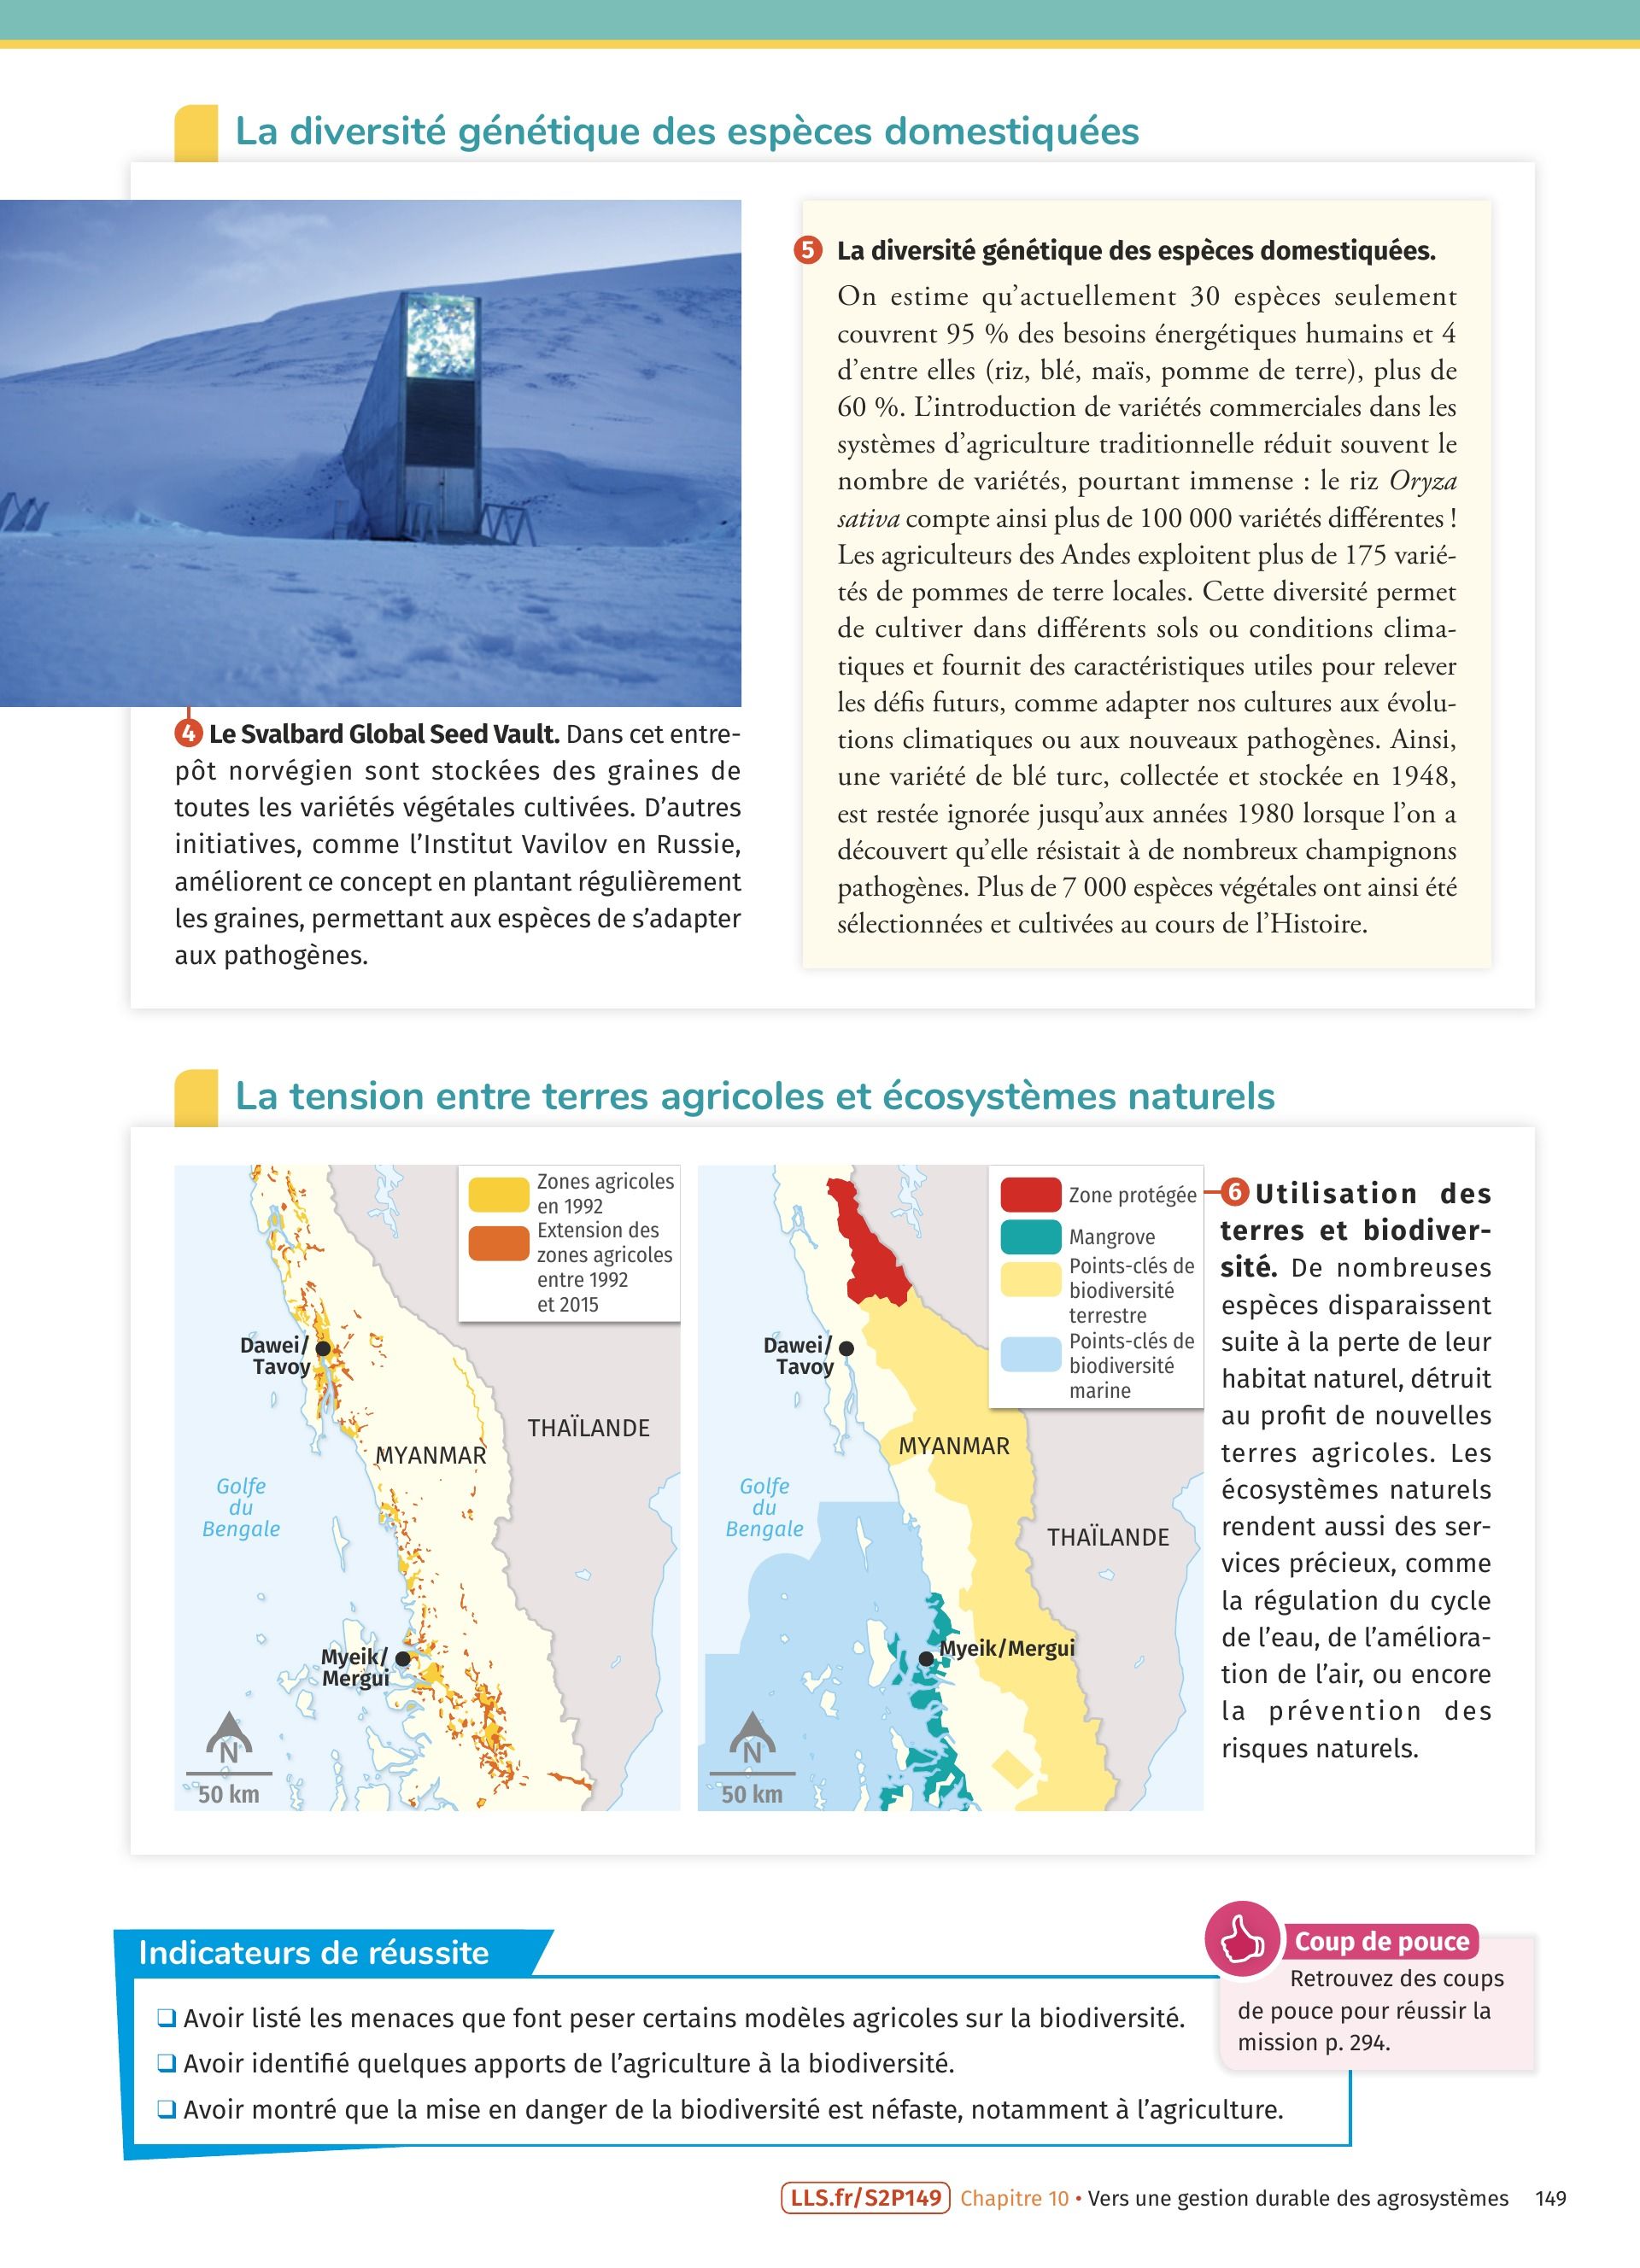 La diversité génétique des espèces domestiquées
4 Le Svalbard Global Seed Vault. Dans cet entre-
pôt norvégien sont stockées des graines de
toutes les variétés végétales cultivées. D'autres
initiatives, comme l'Institut Vavilov en Russie,
améliorent ce concept en plantant régulièrement
les graines, permettant aux espèces de s'adapter
aux pathogènes.
5 La diversité génétique des espèces domestiquées.
On estime qu'actuellement 30 espèces seulement
couvrent 95 % des besoins énergétiques humains et 4
d'entre elles (riz, blé, maïs, pomme de terre), plus de
60 %. L'introduction de variétés commerciales dans les
systèmes d'agriculture traditionnelle réduit souvent le
nombre de variétés, pourtant immense : le riz Oryza
sativa compte ainsi plus de 100 000 variétés différentes !
Les agriculteurs des Andes exploitent plus de 175 varié-
tés de pommes de terre locales. Cette diversité permet
de cultiver dans différents sols ou conditions clima-
tiques et fournit des caractéristiques utiles pour relever
les défis futurs, comme adapter nos cultures aux évolu-
tions climatiques ou aux nouveaux pathogènes. Ainsi,
une variété de blé turc, collectée et stockée en 1948,
est restée ignorée jusqu'aux années 1980 lorsque l'on a
découvert qu'elle résistait à de nombreux champignons
pathogènes. Plus de 7 000 espèces végétales ont ainsi été
sélectionnées et cultivées au cours de l'Histoire.
La tension entre terres agricoles et écosystèmes naturels
Zones agricoles
en 1992
Extension des
zones agricoles
entre 1992
et 2015
Dawei/
Tavoy
THAÏLANDE
MYANMAR
Golfe
du
Bengale
Myeik/
Mergui
N
50 km
Zone protégée
Mangrove
Points-clés de
biodiversité
terrestre
Points-clés de
biodiversité
marine
Dawei/
Tavoy
MYANMAR
Golfe
du
Bengale
THAÏLANDE
Myeik/Mergui
N
50 km
6 Utilisation des
terres et biodiver-
sité. De nombreuses
espèces disparaissent
suite à la perte de leur
habitat naturel, détruit
au profit de nouvelles
terres agricoles. Les
écosystèmes naturels
rendent aussi des ser-
vices précieux, comme
la régulation du cycle
de l'eau, de l'améliora-
tion de l'air, ou encore
la prévention des
risques naturels.
Indicateurs de réussite
❏ Avoir listé les menaces que font peser certains modèles agricoles sur la biodiversité.
❏ Avoir identifié quelques apports de l'agriculture à la biodiversité.
❏ Avoir montré que la mise en danger de la biodiversité est néfaste, notamment à l'agriculture.
Coup de pouce
Retrouvez des coups
de pouce pour réussir la
mission p. 294.
LLS.fr/S2P149 Chapitre 10 • Vers une gestion durable des agrosystèmes 149